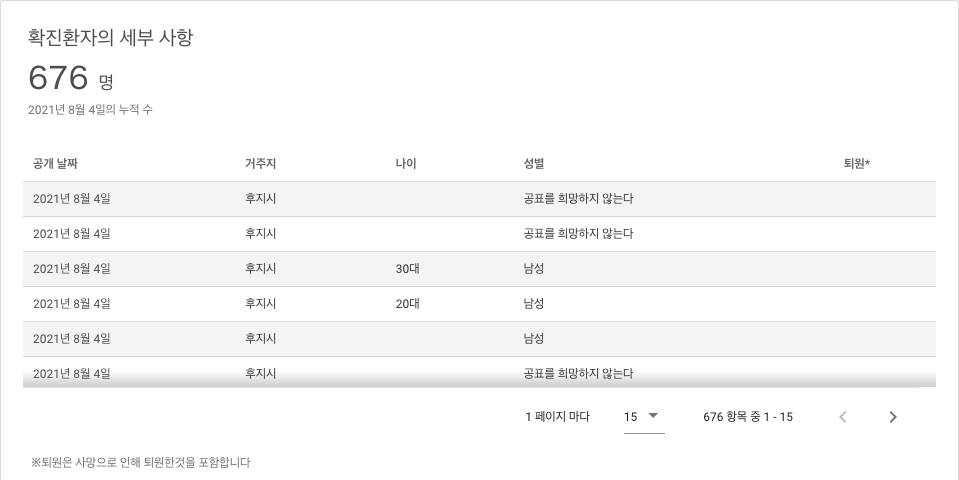 확진환자의 세부 사항
676 명
2021년 8월 4일의 누적 수
공개 날짜 거주지 나이 성별 퇴원*
2021년 8월 4일 후지시 공표를 희망하지 않는다
2021년 8월 4일 후지시 공표를 희망하지 않는다
2021년 8월 4일 후지시 30대 남성
2021년 8월 4일 후지시 20대 남성
2021년 8월 4일 후지시 남성
2021년 8월 4일 후지시 공표를 희망하지 않는다
1 페이지 마다 15 676 항목 중 1 - 15
※퇴원은 사망으로 인해 퇴원한것을 포함합니다